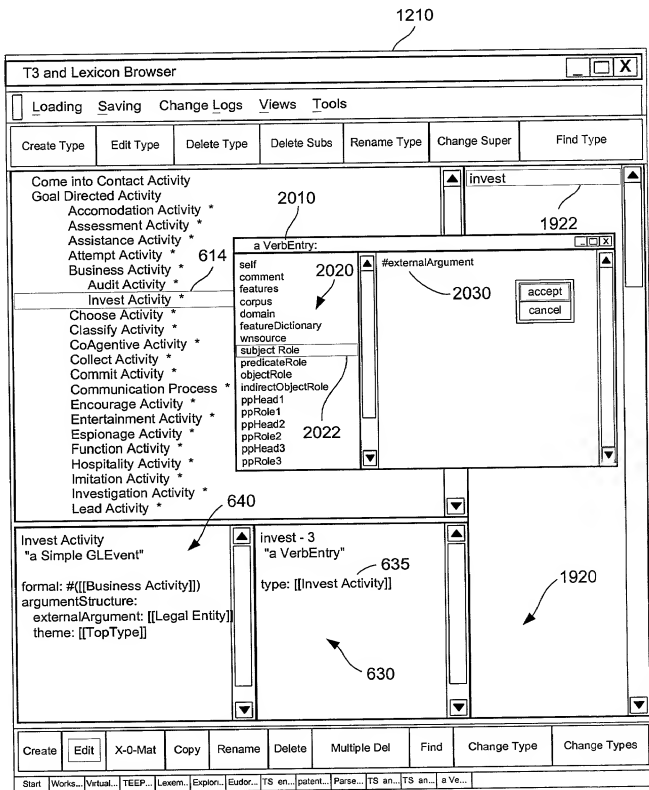 1210
T3 and Lexicon Browser
_ X
Loading Saving Change Logs Views Tools
Create Type Edit Type Delete Type Delete Subs Rename Type Change Super Find Type
Come into Contact Activity
Goal Directed Activity
Accomodation Activity *
Assessment Activity *
Assistance Activity *
Attempt Activity *
Business Activity *
Audit Activity *
Invest Activity *
Choose Activity *
Classify Activity *
CoAgentive Activity *
Collect Activity *
Commit Activity *
Communication Process *
Encourage Activity *
Entertainment Activity *
Espionage Activity *
Function Activity *
Hospitality Activity *
Imitation Activity *
Investigation Activity *
Lead Activity *
614
invest
1922
2010
a VerbEntry:
_ X
self
comment
features
corpus
domain
featureDictionary
wnsource
subject Role
predicateRole
objectRole
indirectObjectRole
ppHead1
ppRole1
ppHead2
ppRole2
ppHead3
ppRole3
2020
2022
#externalArgument
2030
accept
cancel
640
Invest Activity
"a Simple GLEvent"
formal: #([[Business Activity]])
argumentStructure:
externalArgument: [[Legal Entity]]
theme: [[TopType]]
invest - 3
"a VerbEntry"
635
type: [[Invest Activity]]
630
1920
Create Edit X-0-Mat Copy Rename Delete Multiple Del Find Change Type Change Types
Start Works... Virtual... TEEP... Lexem... Explori... Eudor... TS en... patent... Parse... TS an... TS an... a Ve...